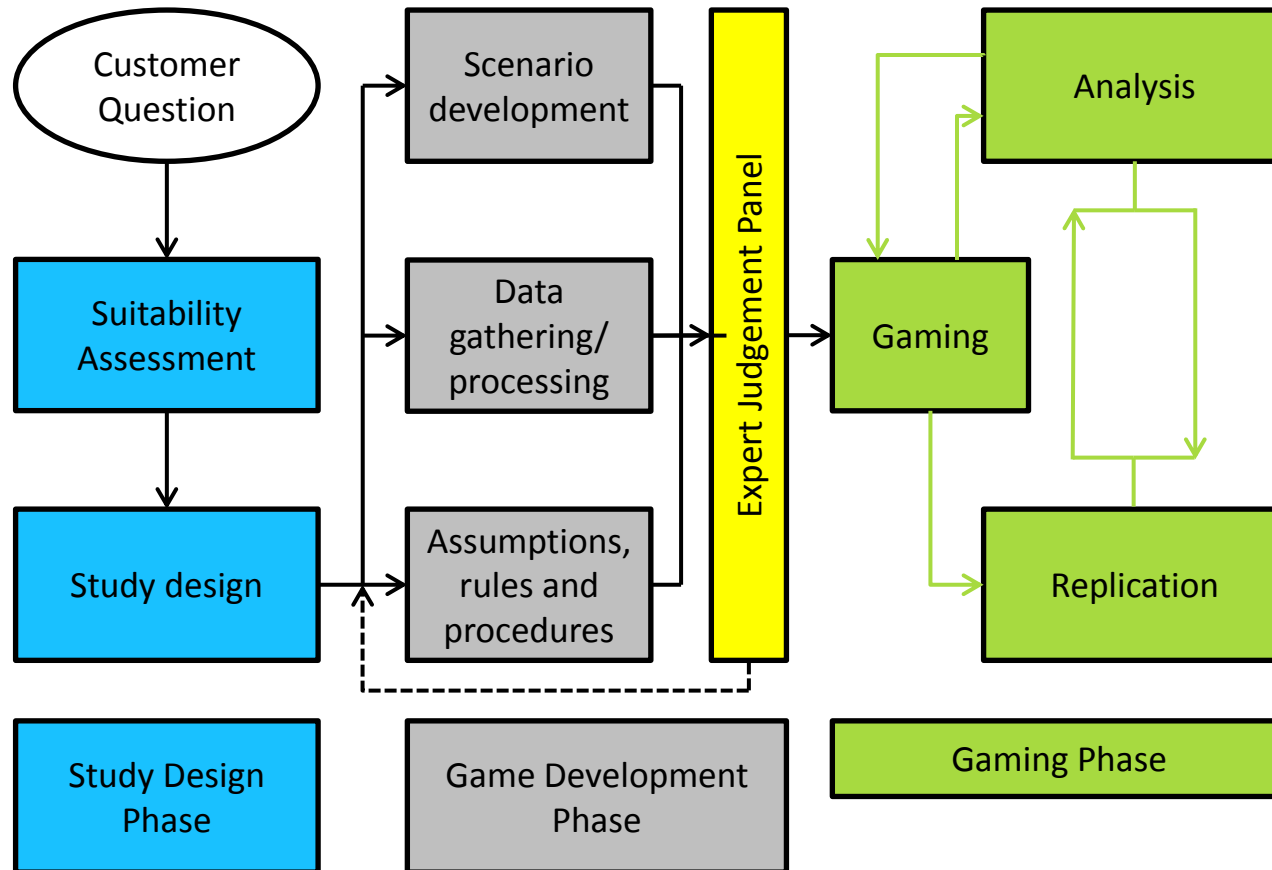 Customer
Question
Suitability
Assessment
Study design
Scenario
development
Data
gathering/
processing
Assumptions,
rules and
procedures
Expert Judgement Panel
Gaming
Analysis
Replication
Study Design
Phase
Game Development
Phase
Gaming Phase